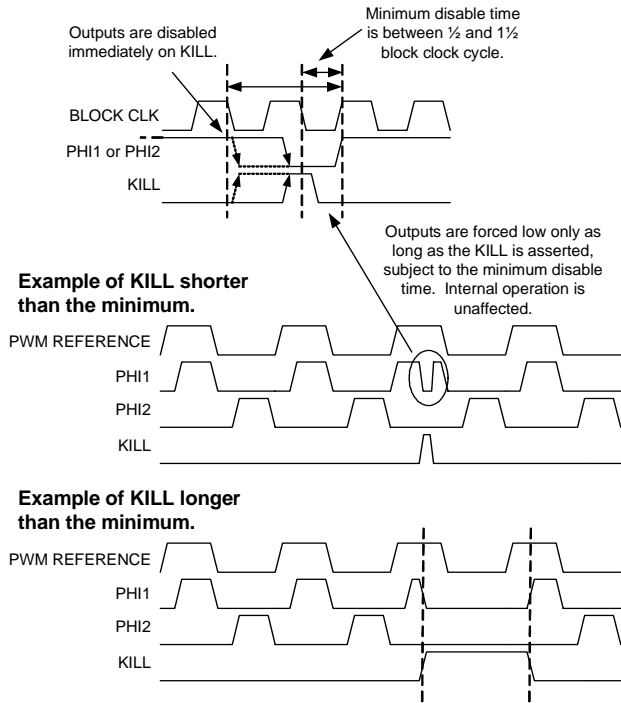 Outputs are disabled
immediately on KILL.
Minimum disable time
is between ½ and 1½
block clock cycle.
BLOCK CLK
PHI1 or PHI2
KILL
Outputs are forced low only as
long as the KILL is asserted,
subject to the minimum disable
time. Internal operation is
unaffected.
Example of KILL shorter
than the minimum.
PWM REFERENCE
PHI1
PHI2
KILL
Example of KILL longer
than the minimum.
PWM REFERENCE
PHI1
PHI2
KILL